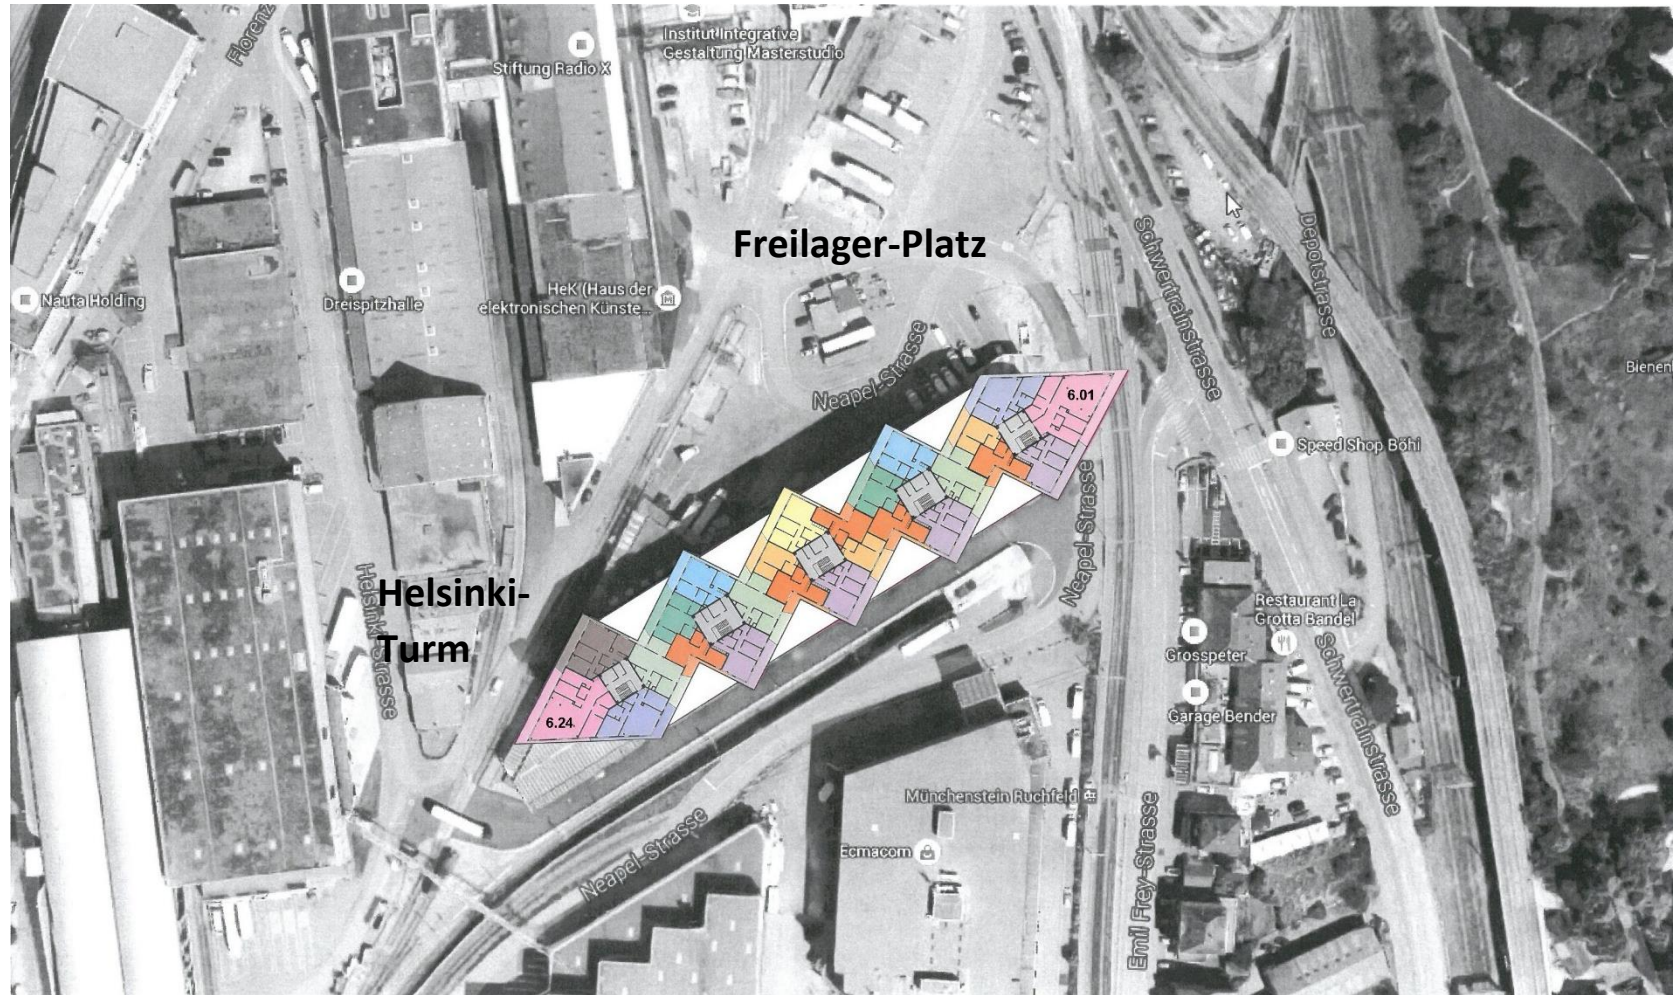 Florenz
Institut Integrative
Gestaltung Masterstudio
Stiftung Radio X
Freilager-Platz
Schwertrainstrasse
Depotstrasse
Nauta Holding
Dreispitzhalle
HeK (Haus der
elektronischen Künste...
Neapel-Strasse
Bienen
6.01
Speed Shop Böhi
Neapel-Strasse
Helsinki-Strasse
Helsinki-
Turm
Restaurant La
Grotta Bandel
Grosspeter
Schwertrainstrasse
6.24
Garage Bender
Münchenstein Ruchfeld
Neapel-Strasse
Ecmacom
Emil Frey-Strasse